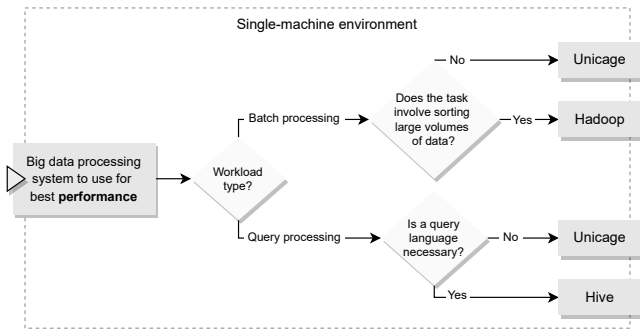 Single-machine environment
No
Unicage
Does the task
involve sorting
large volumes
of data?
Batch processing
Yes
Hadoop
Big data processing
system to use for
best performance
Workload
type?
Is a query
language
necessary?
Query processing
No
Unicage
Yes
Hive